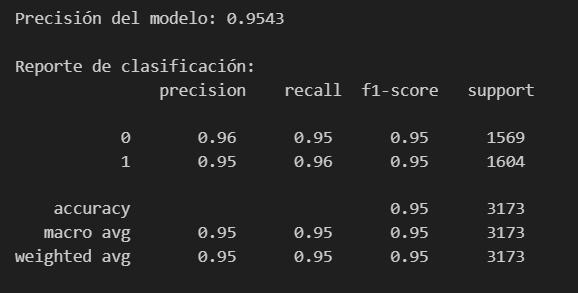 Precisión del modelo: 0.9543
Reporte de clasificación:
precision recall f1-score support
0 0.96 0.95 0.95 1569
1 0.95 0.96 0.95 1604
accuracy 0.95 3173
macro avg 0.95 0.95 0.95 3173
weighted avg 0.95 0.95 0.95 3173